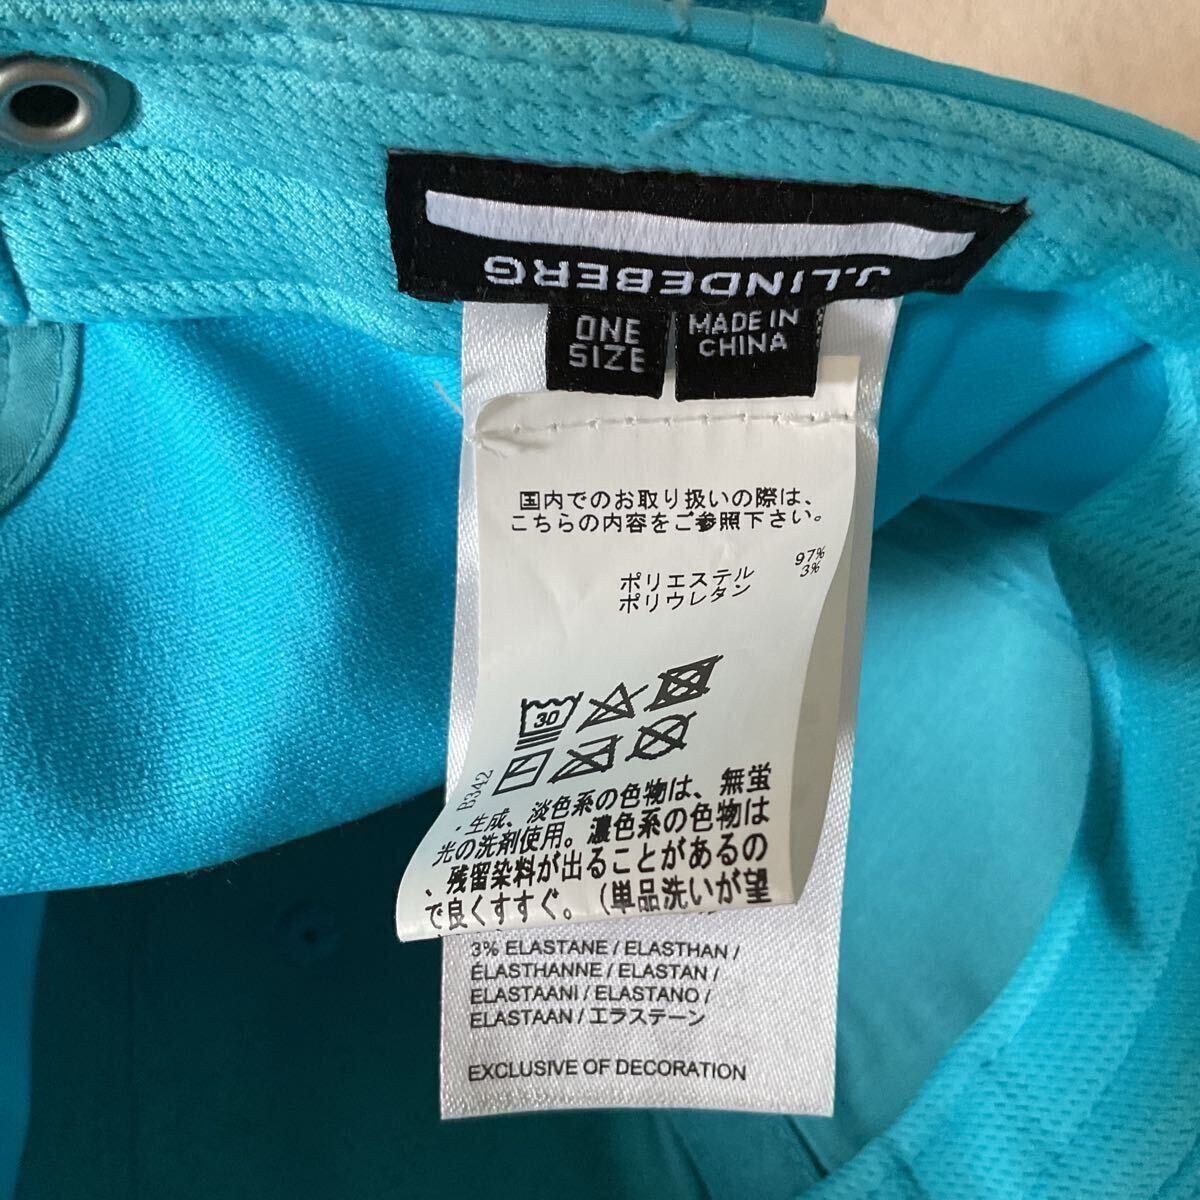 J.LINDEBERG
ONE
SIZE
MADE IN
CHINA
国内でのお取り扱いの際は、
こちらの内容をご参照下さい。
ポリエステル 97%
ポリウレタン 3%
30
B342
・生成、淡色系の色物は、無蛍
光の洗剤使用。濃色系の色物は
、残留染料が出ることがあるの
で良くすすぐ。(単品洗いが望
3% ELASTANE / ELASTHAN /
ÉLASTHANNE / ELASTAN /
ELASTAANI / ELASTANO /
ELASTAAN / エラステーン
EXCLUSIVE OF DECORATION